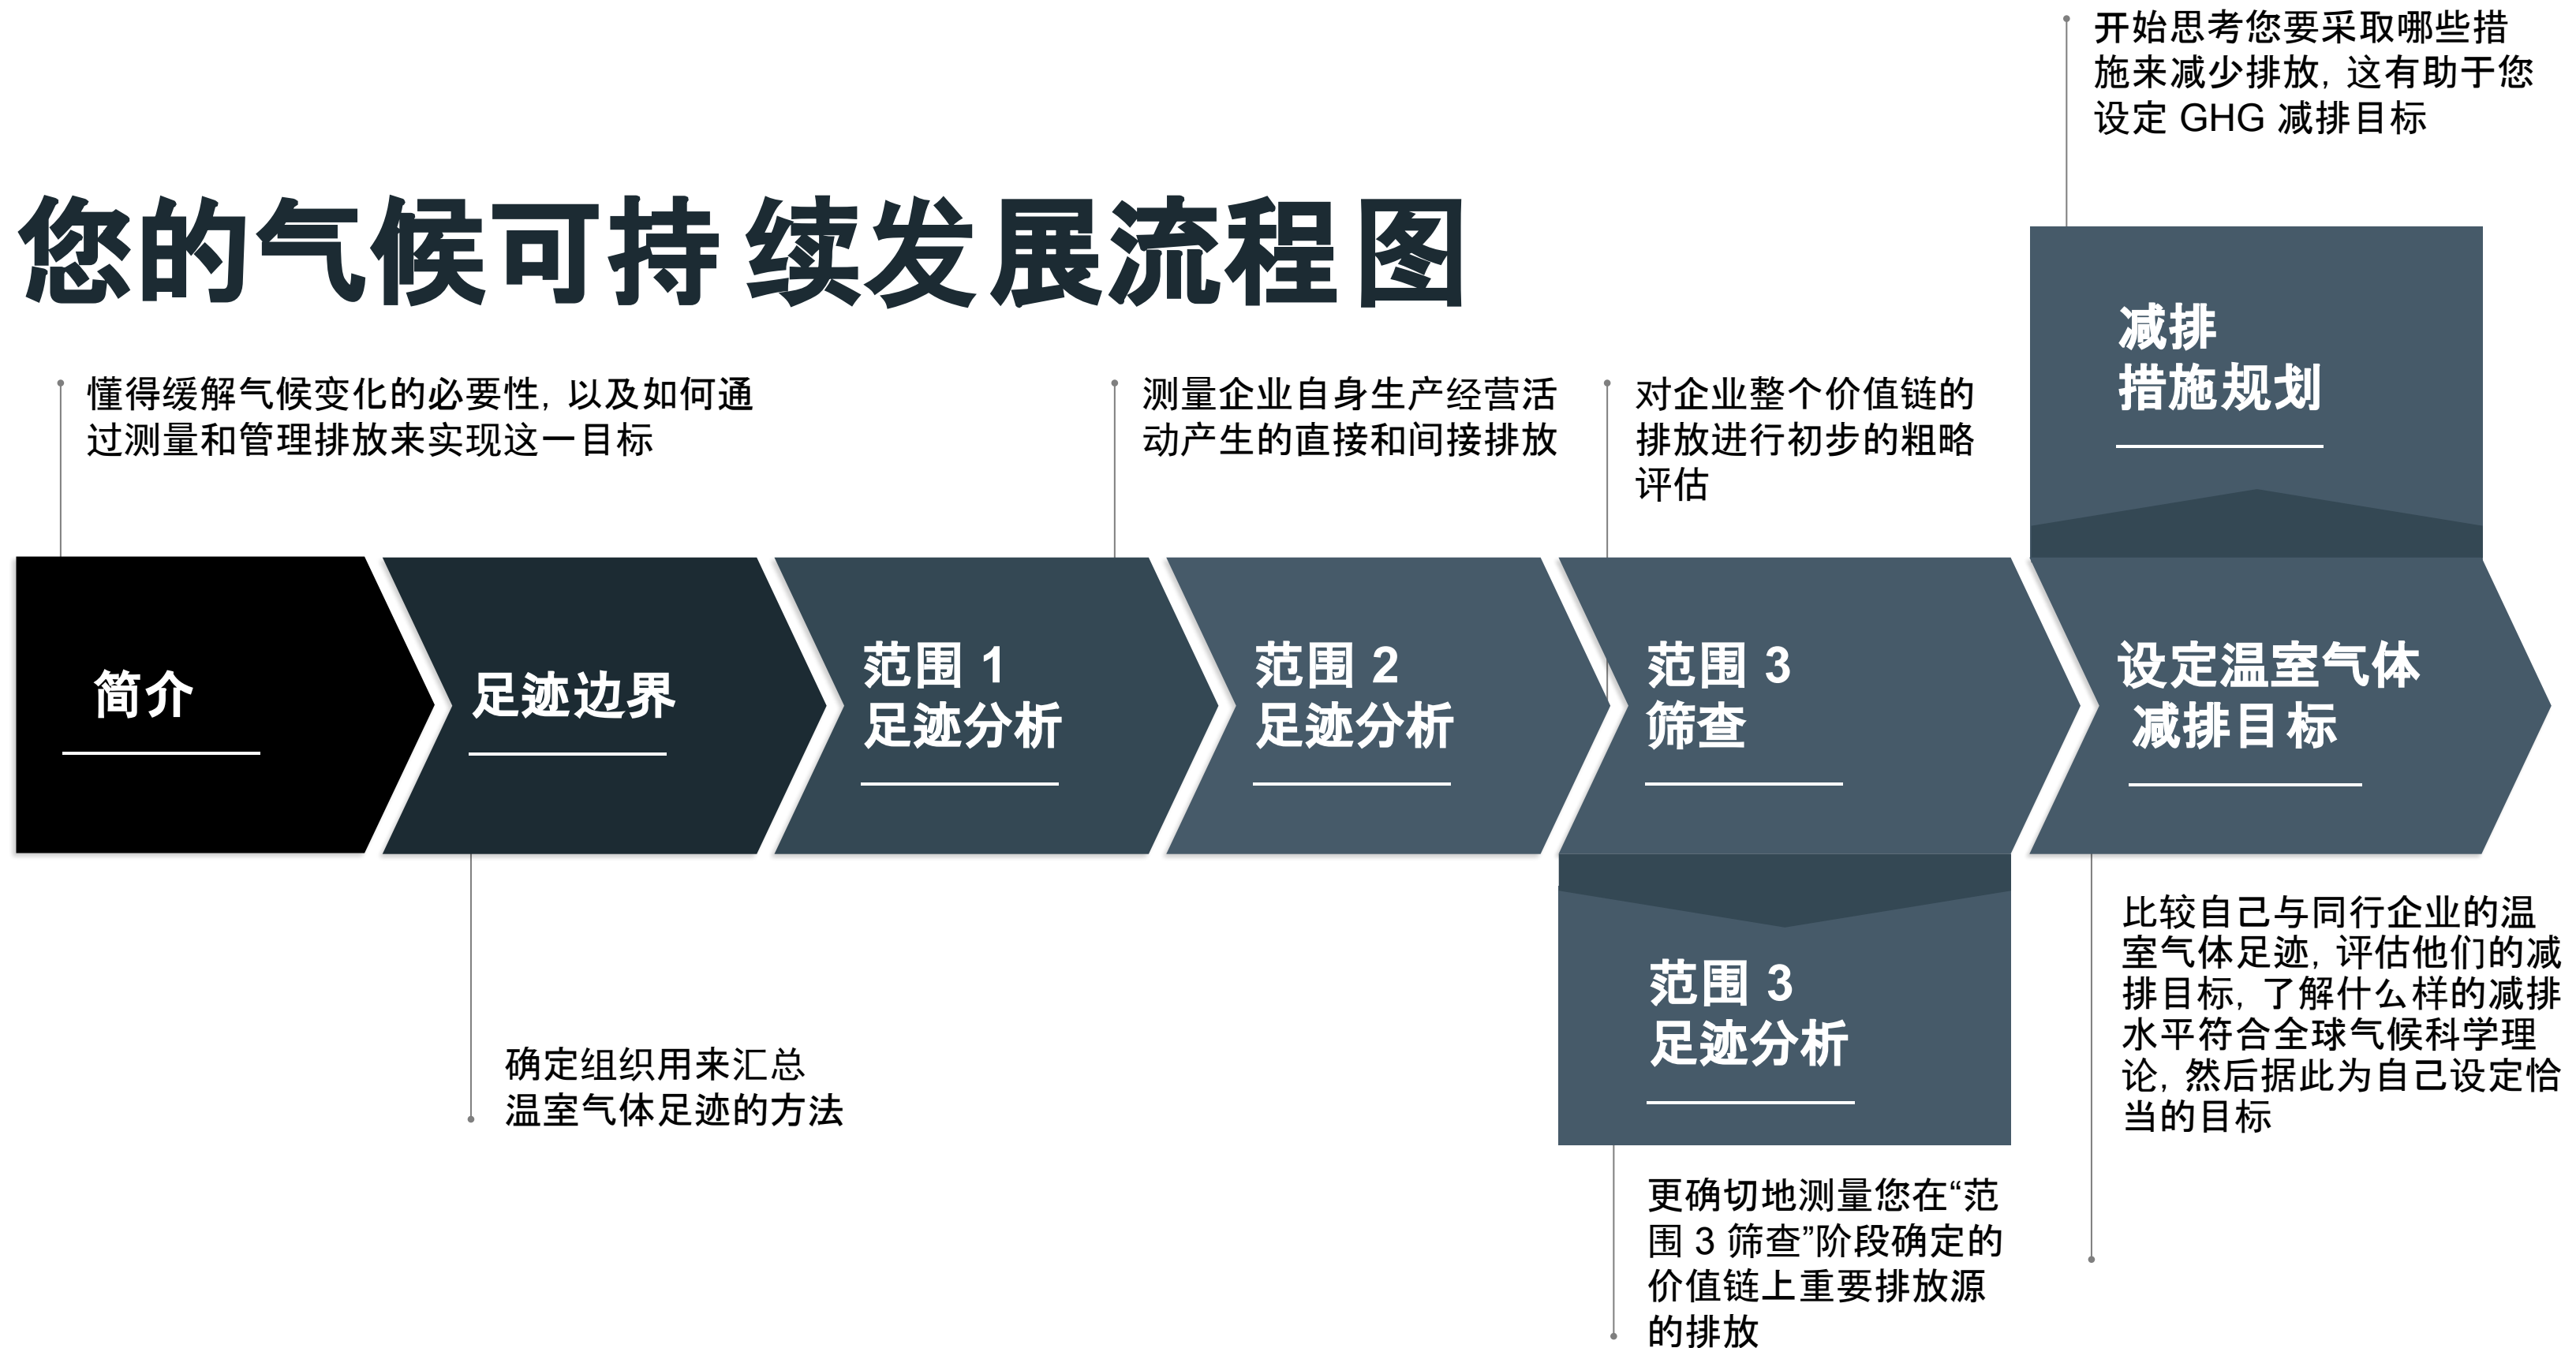 开始思考您要采取哪些措
施来减少排放，这有助于您
设定 GHG 减排目标
您的气候可持续发展流程图
懂得缓解气候变化的必要性，以及如何通
过测量和管理排放来实现这一目标
测量企业自身生产经营活
动产生的直接和间接排放
对企业整个价值链的
排放进行初步的粗略
评估
减排
措施规划
简介
足迹边界
范围 1
足迹分析
范围 2
足迹分析
范围 3
筛查
设定温室气体
减排目标
确定组织用来汇总
温室气体足迹的方法
范围 3
足迹分析
更确切地测量您在“范
围 3 筛查”阶段确定的
价值链上重要排放源
的排放
比较自己与同行企业的温
室气体足迹，评估他们的减
排目标，了解什么样的减排
水平符合全球气候科学理
论，然后据此为自己设定恰
当的目标